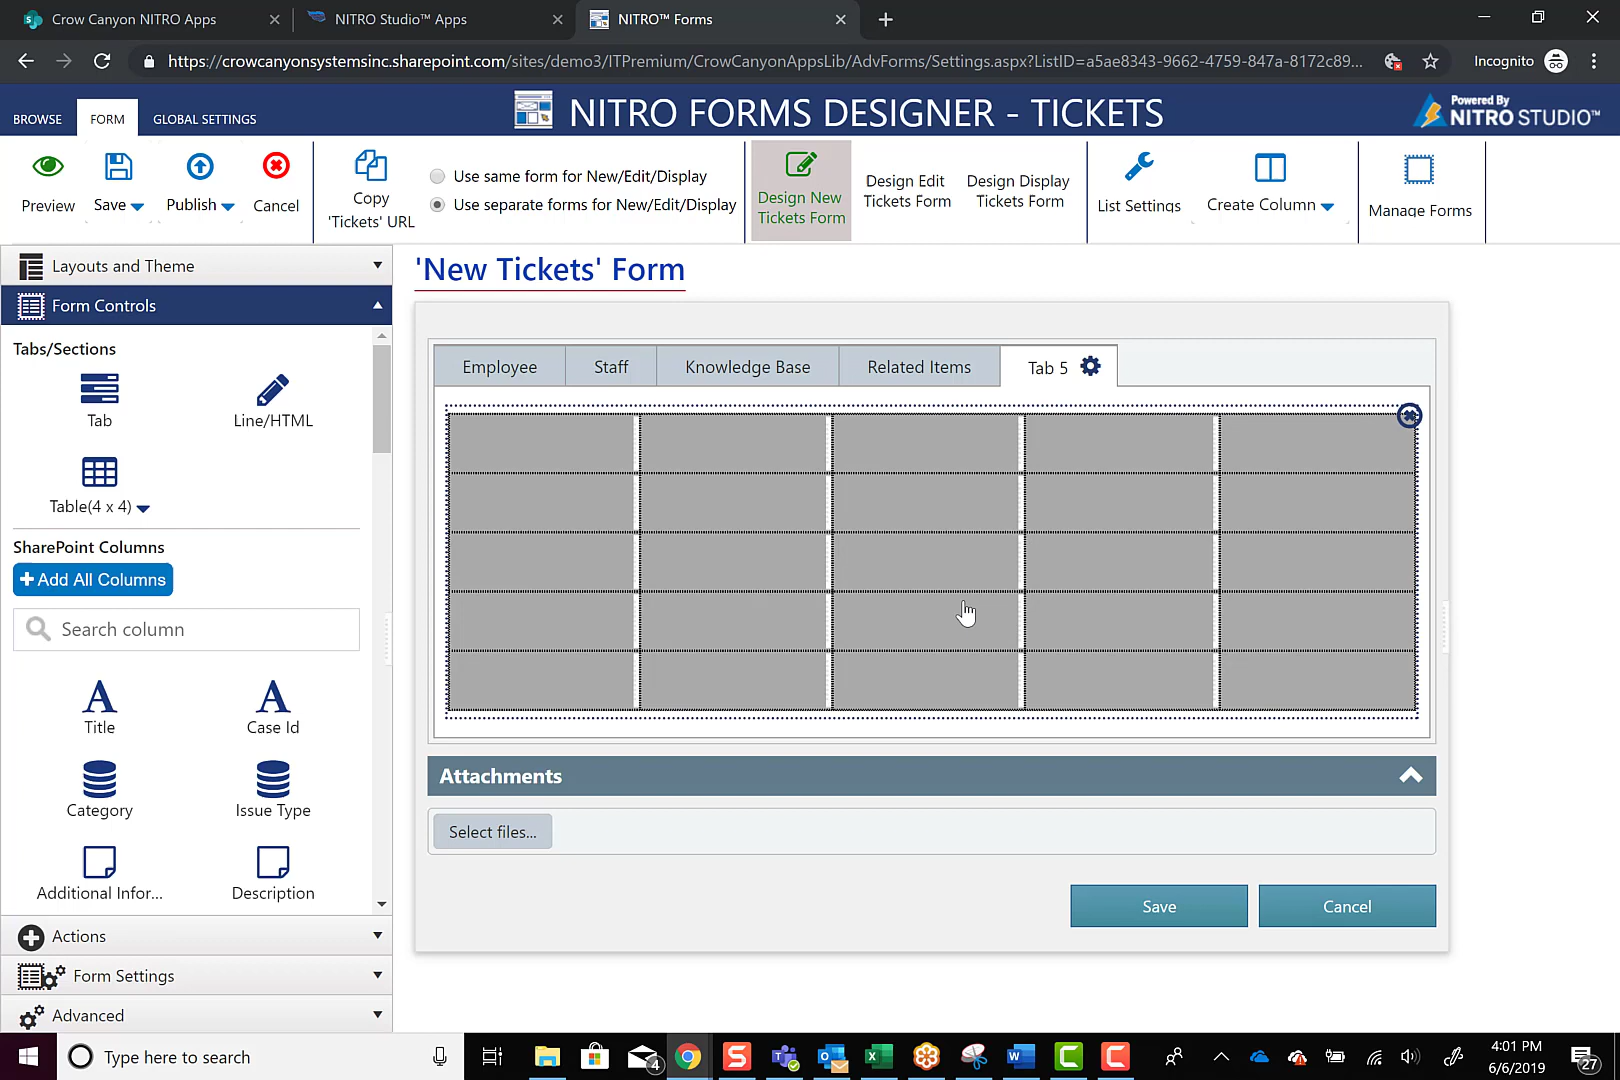 Crow Canyon NITRO Apps
NITRO Studio™ Apps
NITRO™ Forms
https://crowcanyonsystemsinc.sharepoint.com/sites/demo3/ITPremium/CrowCanyonAppsLib/AdvForms/Settings.aspx?ListID=a5ae8343-9662-4759-847a-8172c89...
Incognito
BROWSE
FORM
GLOBAL SETTINGS
NITRO FORMS DESIGNER - TICKETS
Powered By
NITRO STUDIO™
Preview
Save
Publish
Cancel
Copy
'Tickets' URL
Use same form for New/Edit/Display
Use separate forms for New/Edit/Display
Design New
Tickets Form
Design Edit
Tickets Form
Design Display
Tickets Form
List Settings
Create Column
Manage Forms
Layouts and Theme
Form Controls
Tabs/Sections
Tab
Line/HTML
Table(4 x 4)
SharePoint Columns
+ Add All Columns
Search column
Title
Case Id
Category
Issue Type
Additional Infor...
Description
Actions
Form Settings
Advanced
'New Tickets' Form
Employee
Staff
Knowledge Base
Related Items
Tab 5
Attachments
Select files...
Save
Cancel
Type here to search
4
4:01 PM
6/6/2019
27